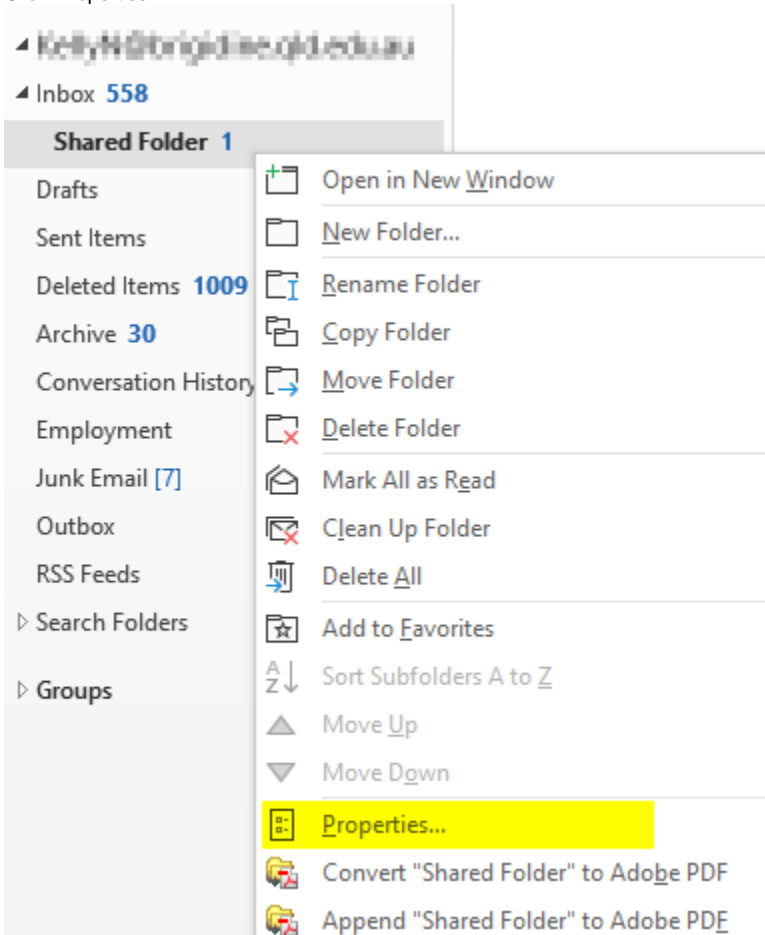 Inbox 558
Shared Folder 1
Drafts
Sent Items
Deleted Items 1009
Archive 30
Conversation History
Employment
Junk Email [7]
Outbox
RSS Feeds
Search Folders
Groups
Open in New Window
New Folder...
Rename Folder
Copy Folder
Move Folder
Delete Folder
Mark All as Read
Clean Up Folder
Delete All
Add to Favorites
Sort Subfolders A to Z
Move Up
Move Down
Properties...
Convert "Shared Folder" to Adobe PDF
Append "Shared Folder" to Adobe PDF